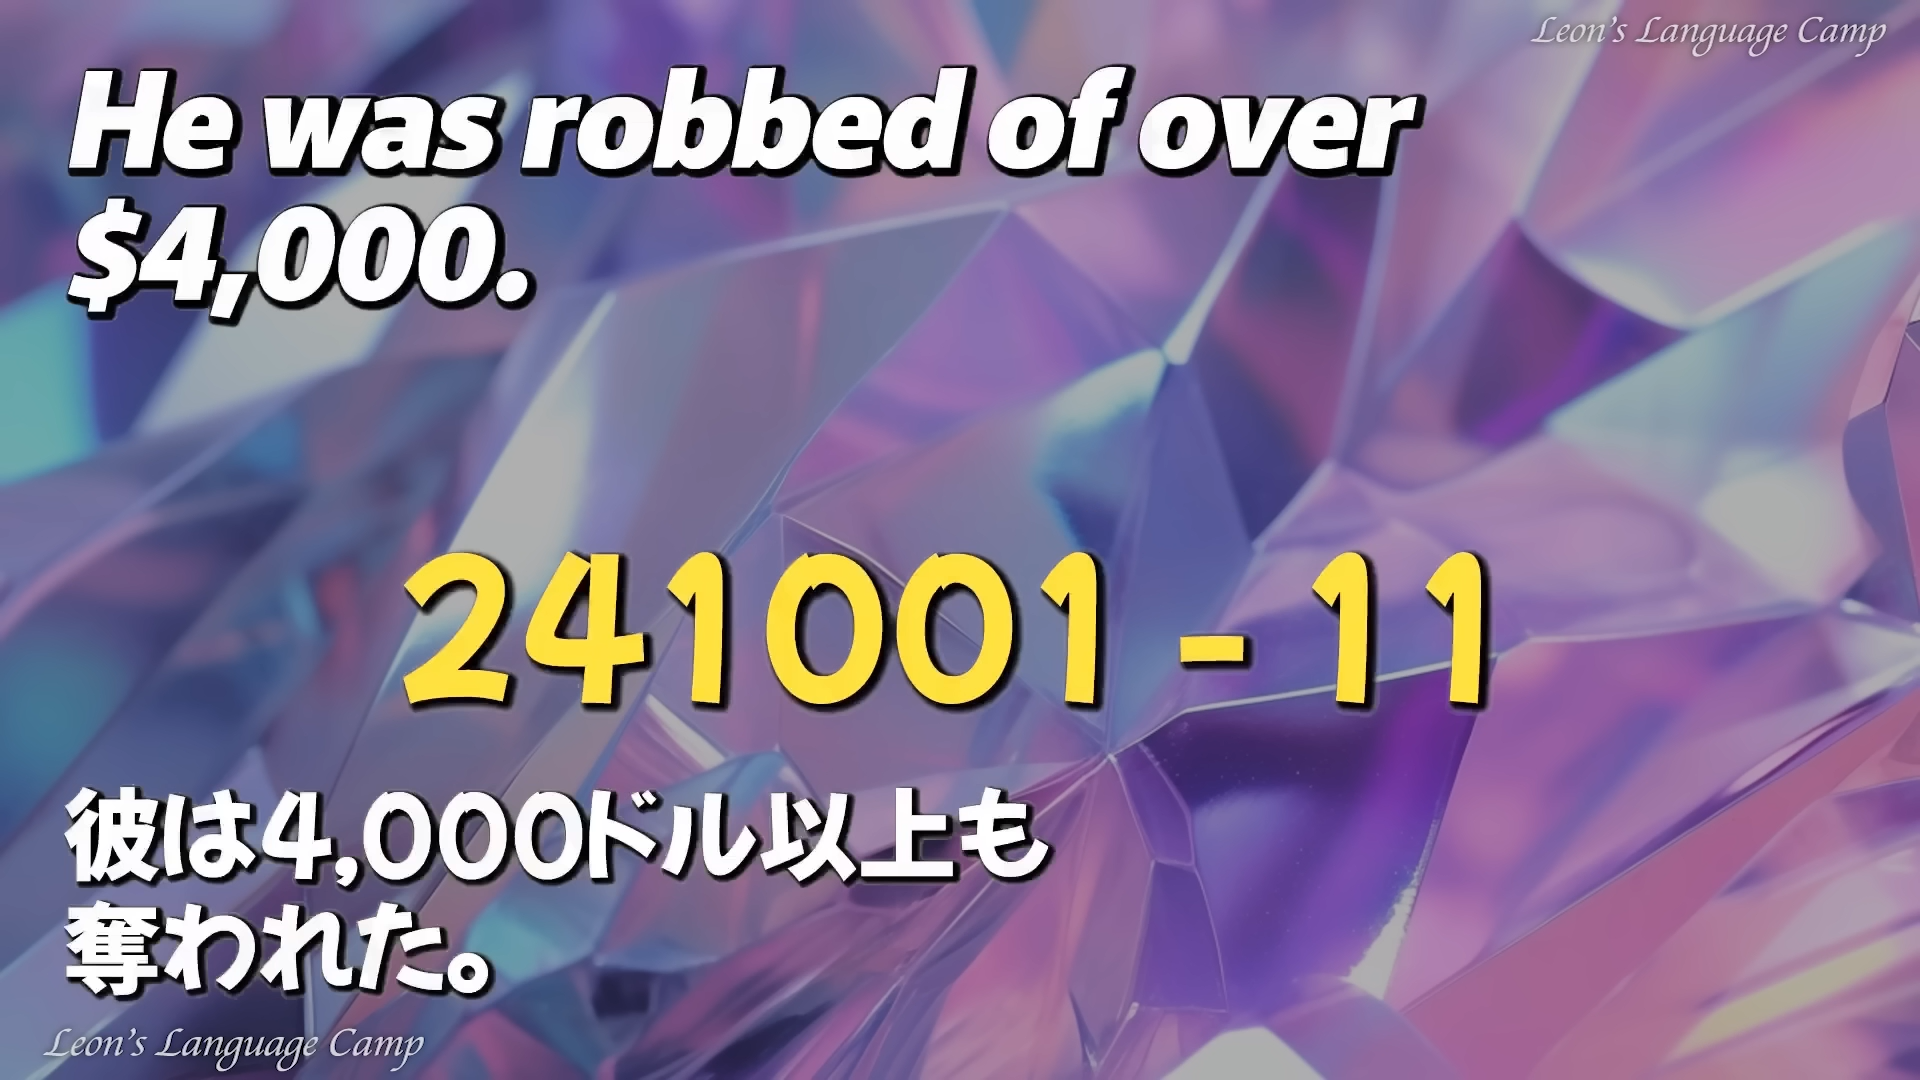 Leon's Language Camp
He was robbed of over
$4,000.
241001 - 11
彼は4,000ドル以上も
奪われた。
Leon's Language Camp